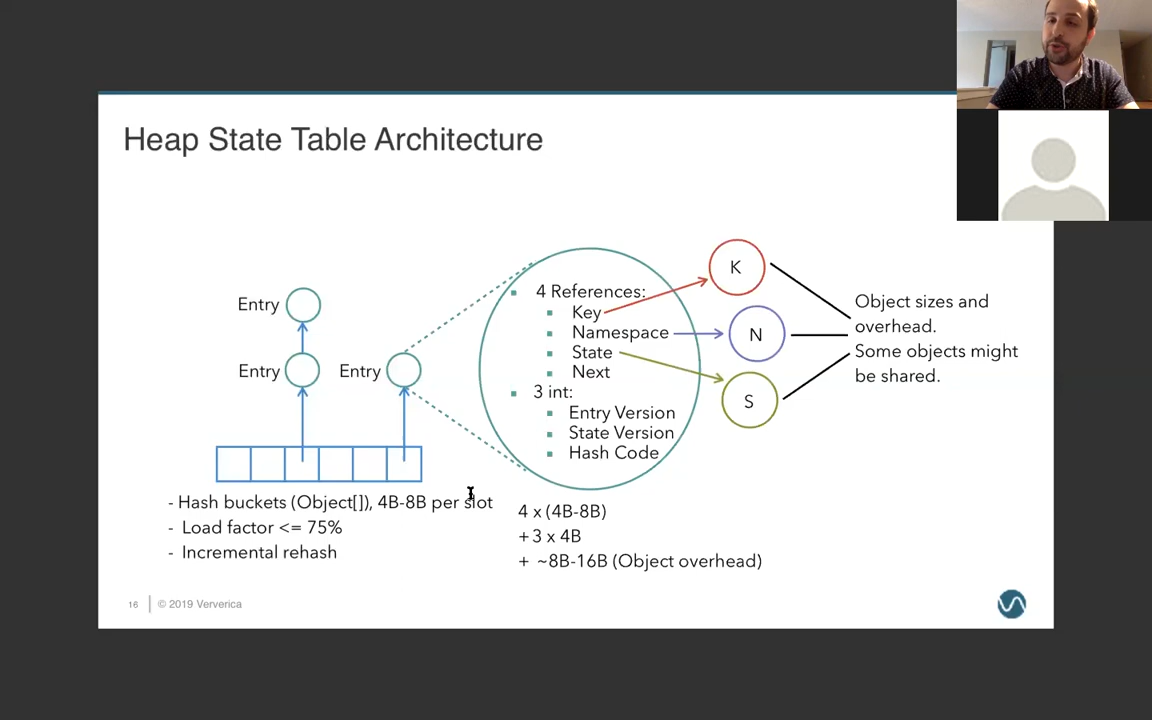 Heap State Table Architecture
Entry
Entry
Entry
- Hash buckets (Object[]), 4B-8B per slot
- Load factor <= 75%
- Incremental rehash
4 References:
Key
Namespace
State
Next
3 int:
Entry Version
State Version
Hash Code
4 x (4B-8B)
+3 x 4B
+ ~8B-16B (Object overhead)
K
N
S
Object sizes and
overhead.
Some objects might
be shared.
16
© 2019 Ververica